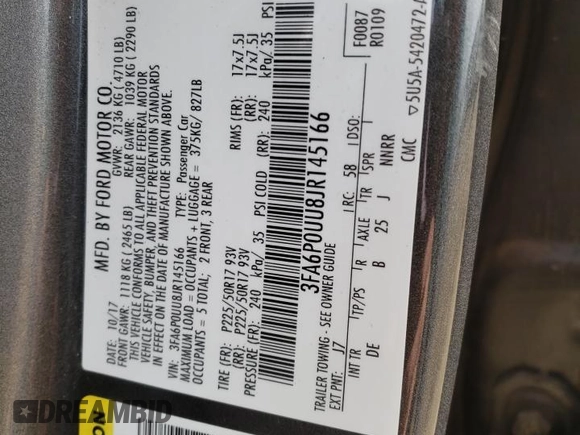 MFD. BY FORD MOTOR CO.
DATE: 10/17 GVWR: 2136 KG ( 4710 LB)
FRONT GAWR: 1118 KG ( 2465 LB) REAR GAWR: 1039 KG ( 2290 LB)
THIS VEHICLE CONFORMS TO ALL APPLICABLE FEDERAL MOTOR
VEHICLE SAFETY, BUMPER, AND THEFT PREVENTION STANDARDS
IN EFFECT ON THE DATE OF MANUFACTURE SHOWN ABOVE.
VIN: 3FA6P0UU8JR145166 TYPE: Passenger Car
MAXIMUM LOAD = OCCUPANTS + LUGGAGE = 375KG/ 827LB
OCCUPANTS = 5 TOTAL; 2 FRONT, 3 REAR
TIRE (FR): P225/50R17 93V RIMS (FR): 17x7.5J
(RR): P225/50R17 93V (RR): 17x7.5J
PRESSURE (FR): 240 kPa/ 35 PSI COLD (RR): 240 kPa/ 35 PSI
3FA6P0UU8JR145166
F0087
R0109
TRAILER TOWING - SEE OWNER GUIDE
EXT PNT: J7 RC: 58 DSO:
INT TR TP/PS R AXLE TR SPR
DE B 25 J NNRR
CMC 5U5A-5420472-A
ON
DREAMBID